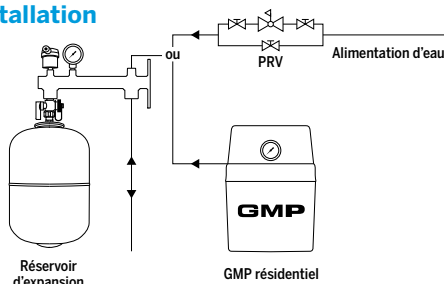 tallation
ou
PRV
Alimentation d'eau
GMP
Réservoir
d'expansion
GMP résidentiel